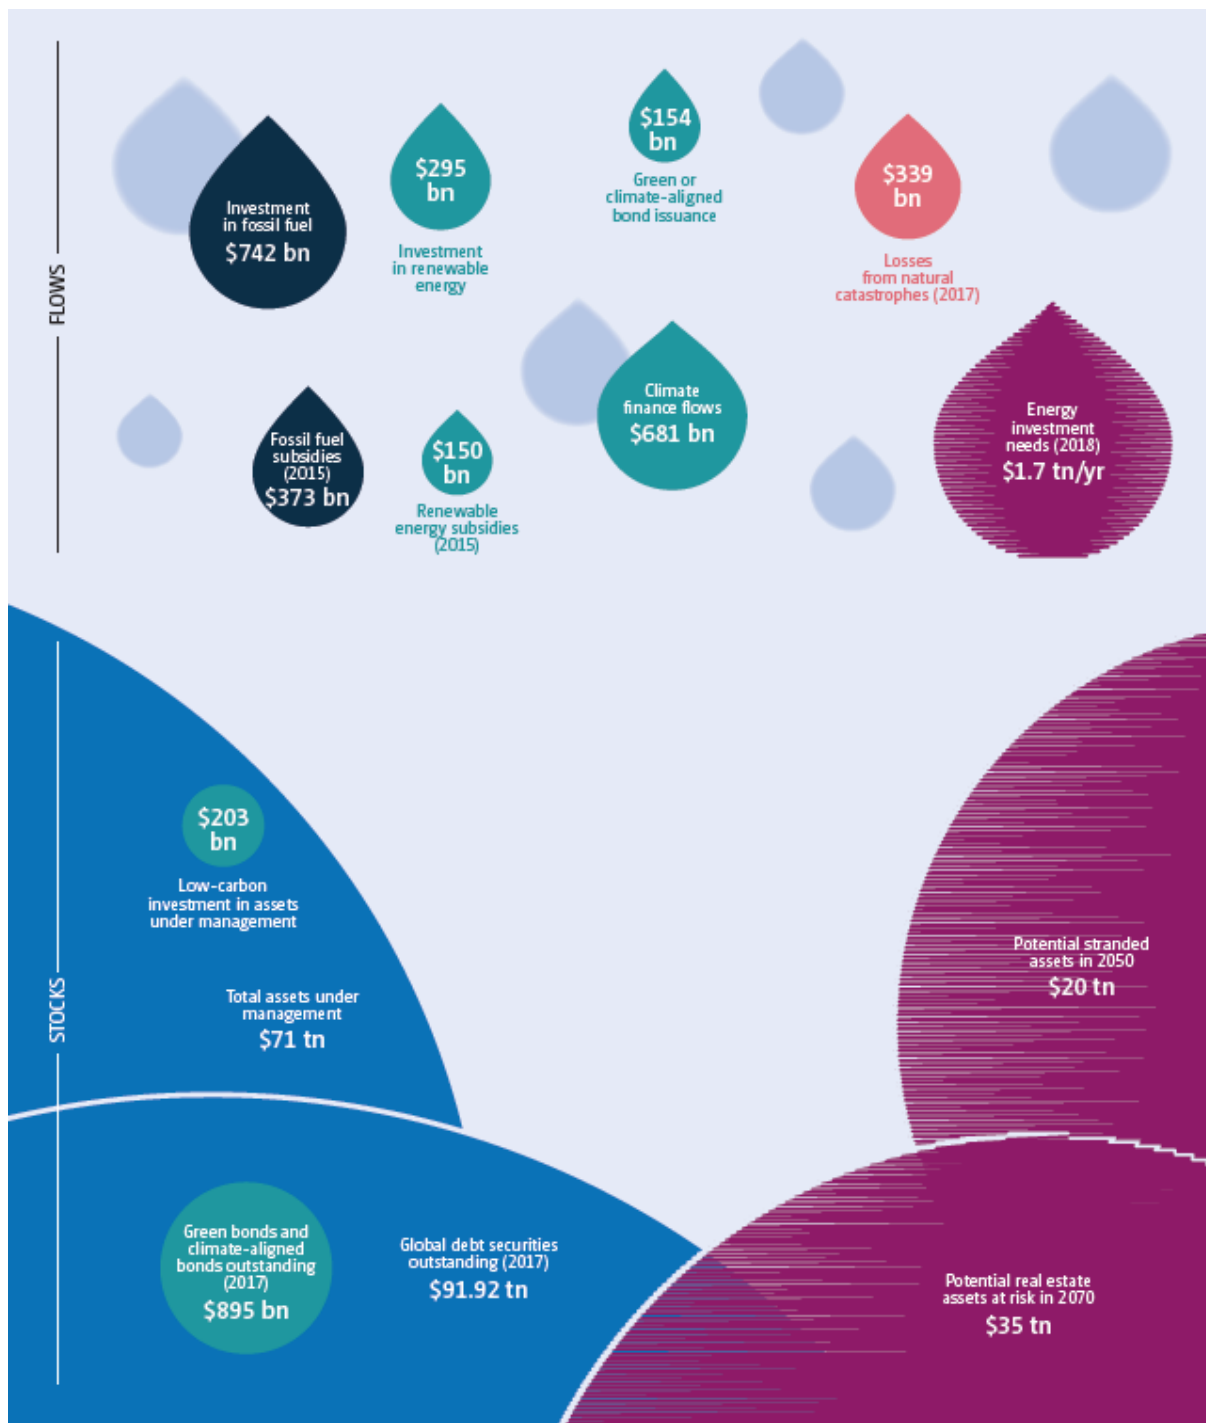 FLOWS
Investment
in fossil fuel
$742 bn
$295
bn
Investment
in renewable
energy
$154
bn
Green or
climate-aligned
bond issuance
$339
bn
Losses
from natural
catastrophes (2017)
Fossil fuel
subsidies
(2015)
$373 bn
$150
bn
Renewable
energy subsidies
(2015)
Climate
finance flows
$681 bn
Energy
investment
needs (2018)
$1.7 tn/yr
STOCKS
$203
bn
Low-carbon
investment in assets
under management
Total assets under
management
$71 tn
Potential stranded
assets in 2050
$20 tn
Green bonds and
climate-aligned
bonds outstanding
(2017)
$895 bn
Global debt securities
outstanding (2017)
$91.92 tn
Potential real estate
assets at risk in 2070
$35 tn